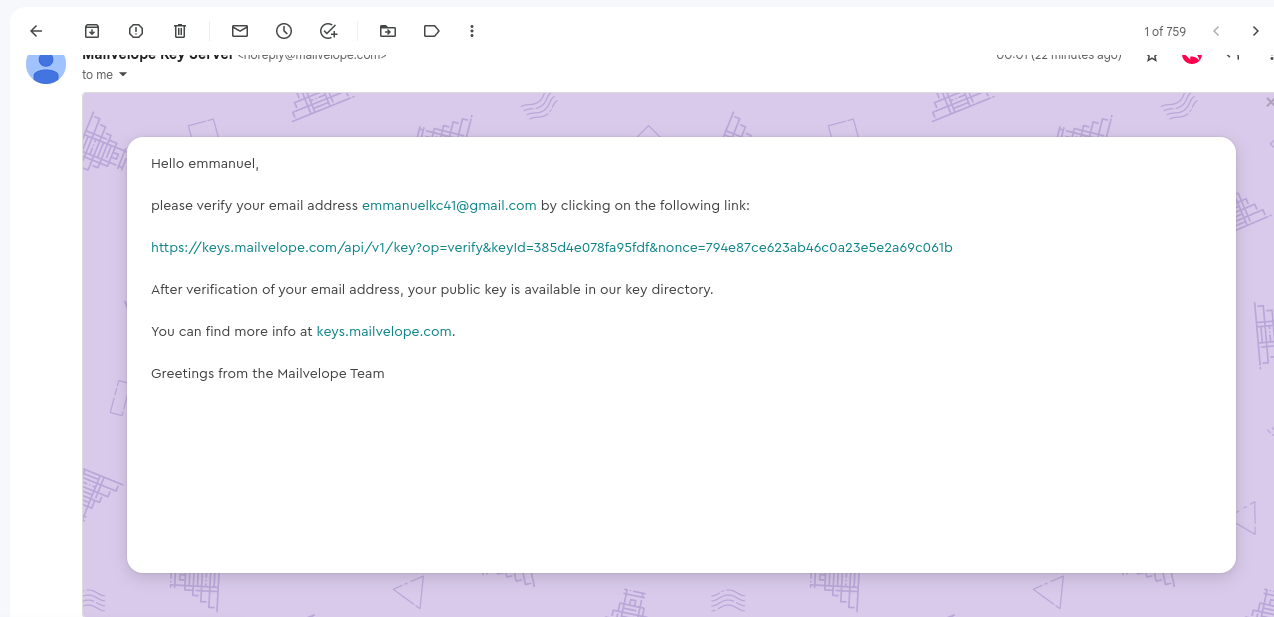 1 of 759
Mailvelope Key Server <noreply@mailvelope.com>
00:01 (22 minutes ago)
to me
Hello emmanuel,
please verify your email address emmanuelkc41@gmail.com by clicking on the following link:
https://keys.mailvelope.com/api/v1/key?op=verify&keyId=385d4e078fa95fdf&nonce=794e87ce623ab46c0a23e5e2a69c061b
After verification of your email address, your public key is available in our key directory.
You can find more info at keys.mailvelope.com.
Greetings from the Mailvelope Team